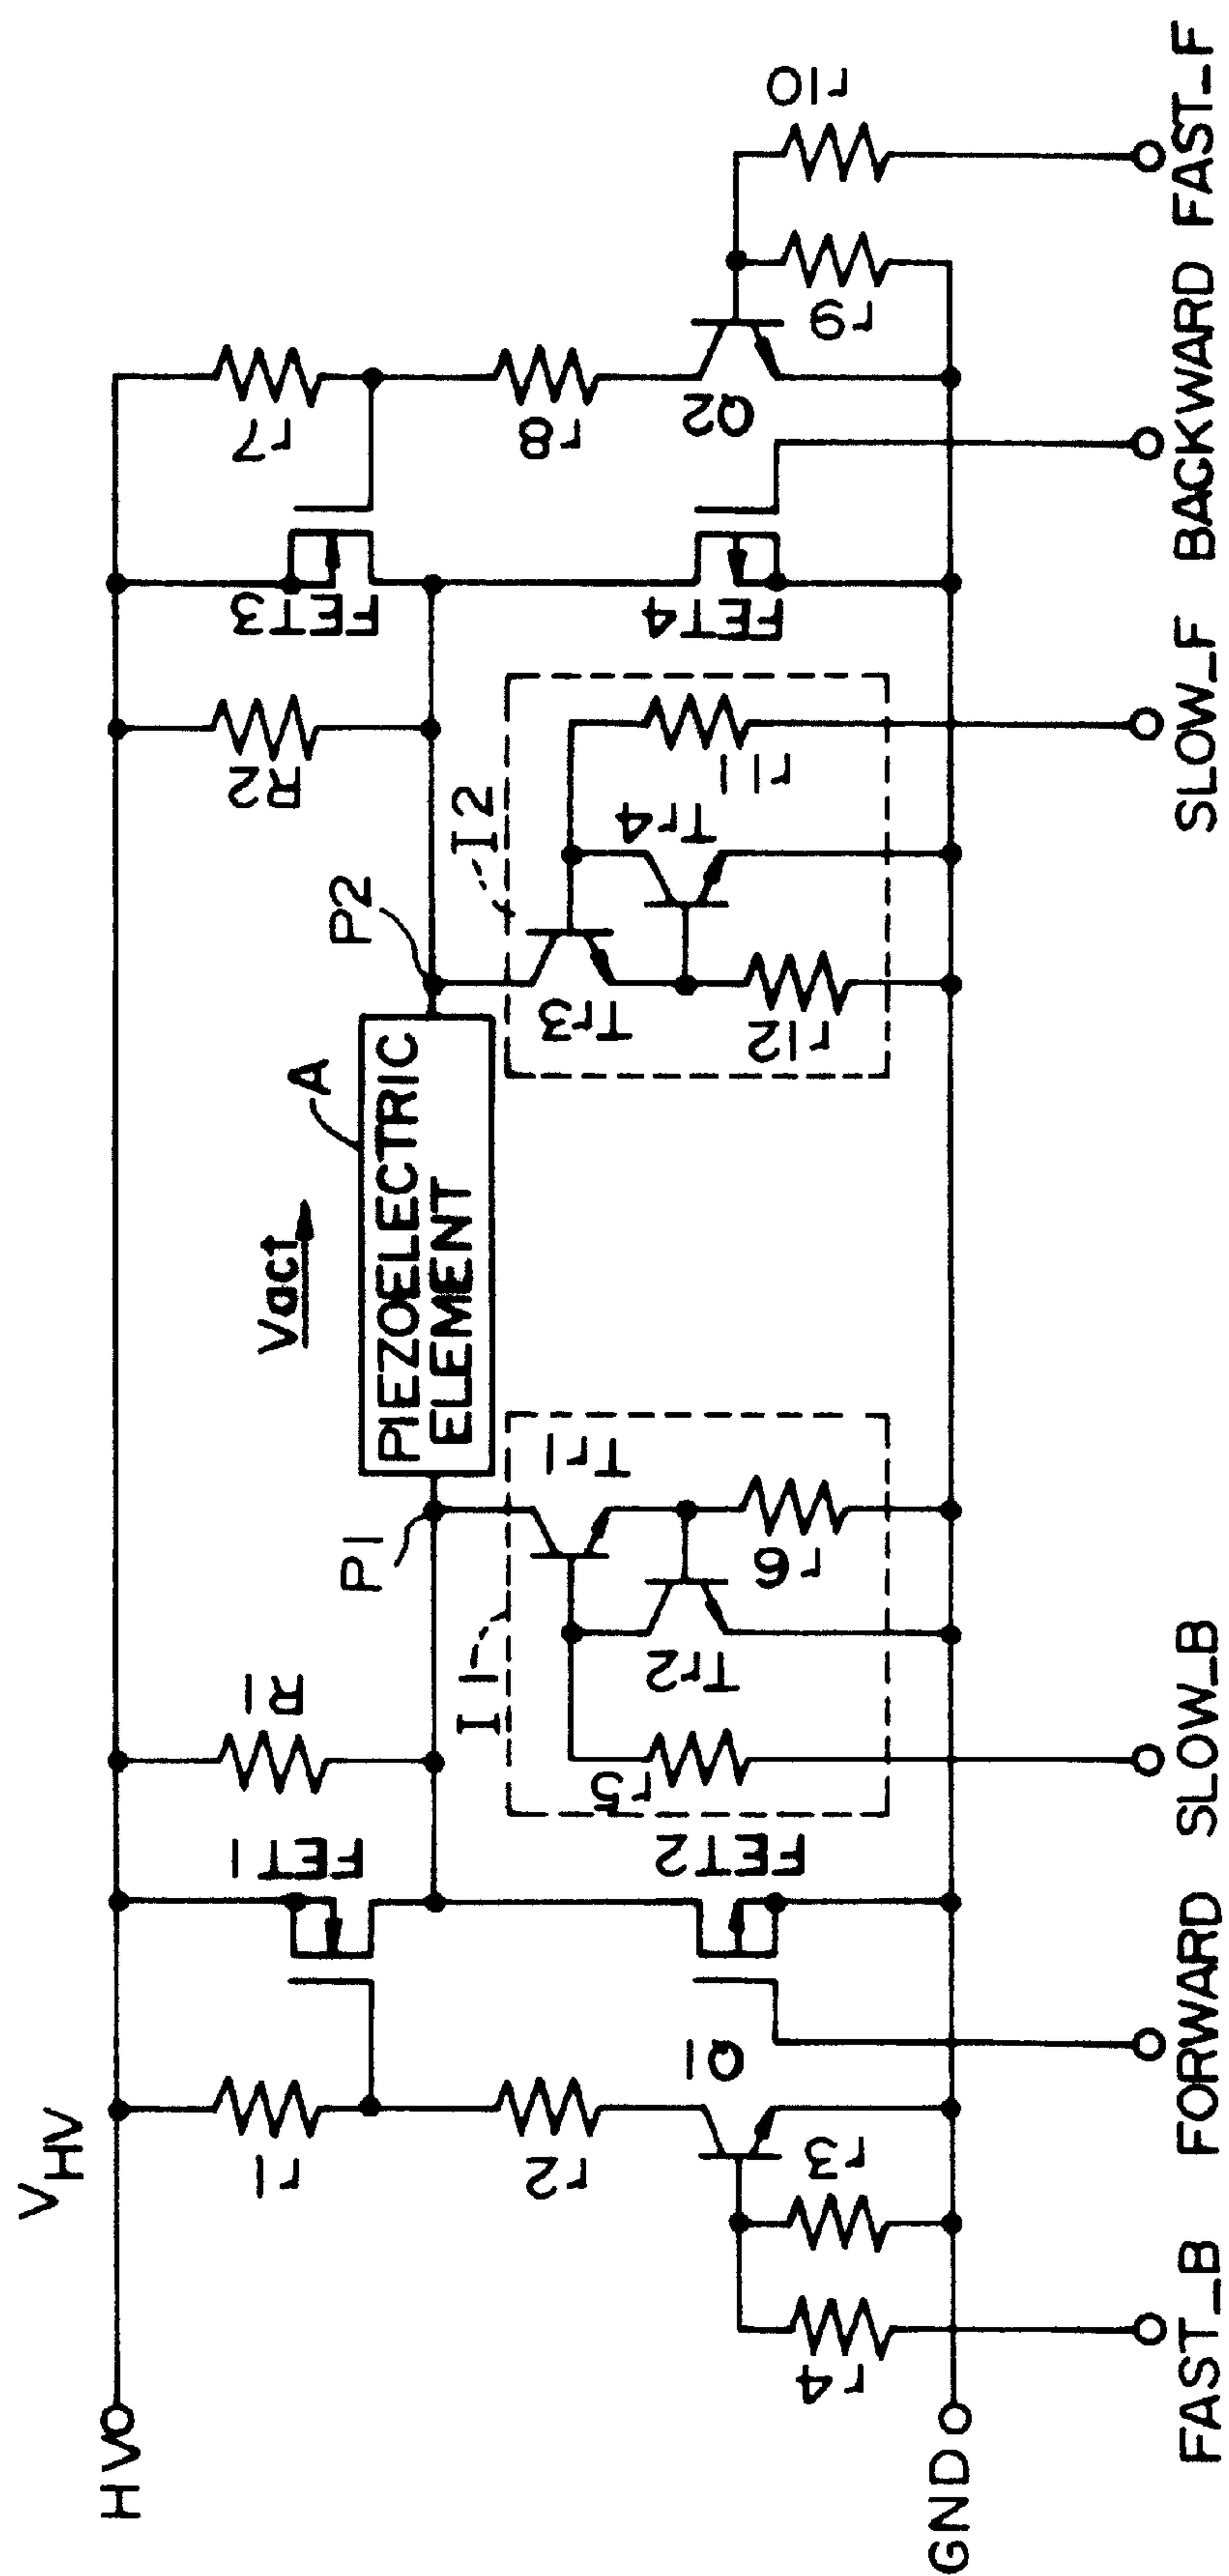 HV
V HV
GND
r1
r2
Q1
r3
r4
FET1
FET2
R1
P1
I1
Tr1
Tr2
r5
r6
Vact
A
PIEZOELECTRIC
ELEMENT
P2
I2
Tr3
Tr4
r11
r12
R2
FET3
FET4
r7
r8
Q2
r9
r10
FAST_B
FORWARD
SLOW_B
SLOW_F
BACKWARD
FAST_F